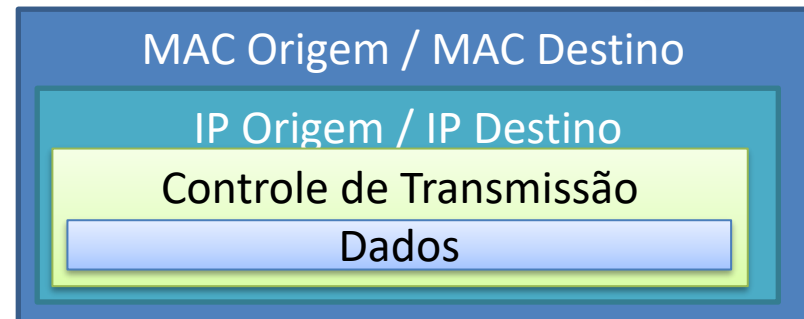 MAC Origem / MAC Destino
IP Origem / IP Destino
Controle de Transmissão
Dados